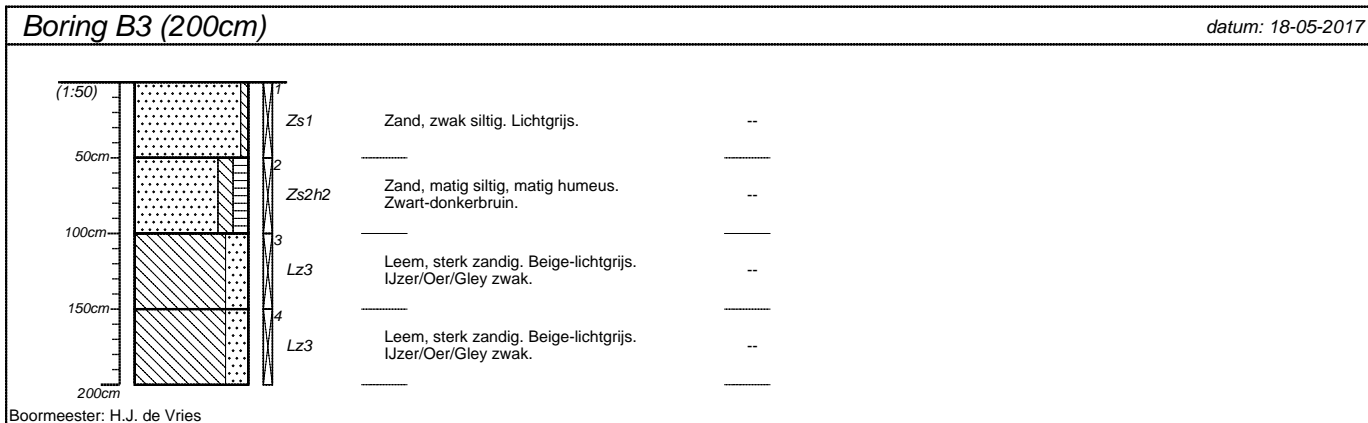 Boring B3 (200cm)
datum: 18-05-2017
(1:50)
1
Zs1
Zand, zwak siltig. Lichtgrijs.
--
50cm
2
Zs2h2
Zand, matig siltig, matig humeus.
Zwart-donkerbruin.
--
100cm
3
Lz3
Leem, sterk zandig. Beige-lichtgrijs.
IJzer/Oer/Gley zwak.
--
150cm
4
Lz3
Leem, sterk zandig. Beige-lichtgrijs.
IJzer/Oer/Gley zwak.
--
200cm
Boormeester: H.J. de Vries